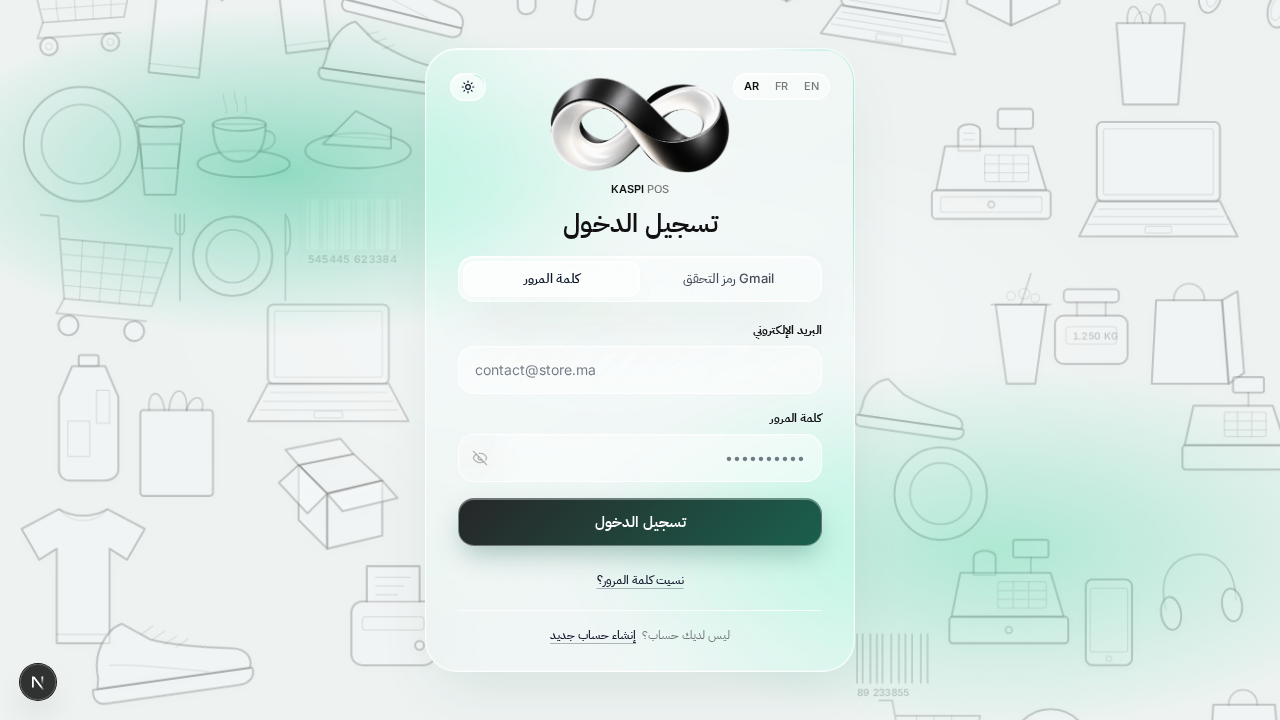 AR FR EN
KASPI POS
تسجيل الدخول
Gmail رمز التحقق
كلمة المرور
البريد الإلكتروني
contact@store.ma
كلمة المرور
••••••••••
تسجيل الدخول
نسيت كلمة المرور؟
ليس لديك حساب؟ إنشاء حساب جديد
545445 623384
1.250 KG
89 233855
N